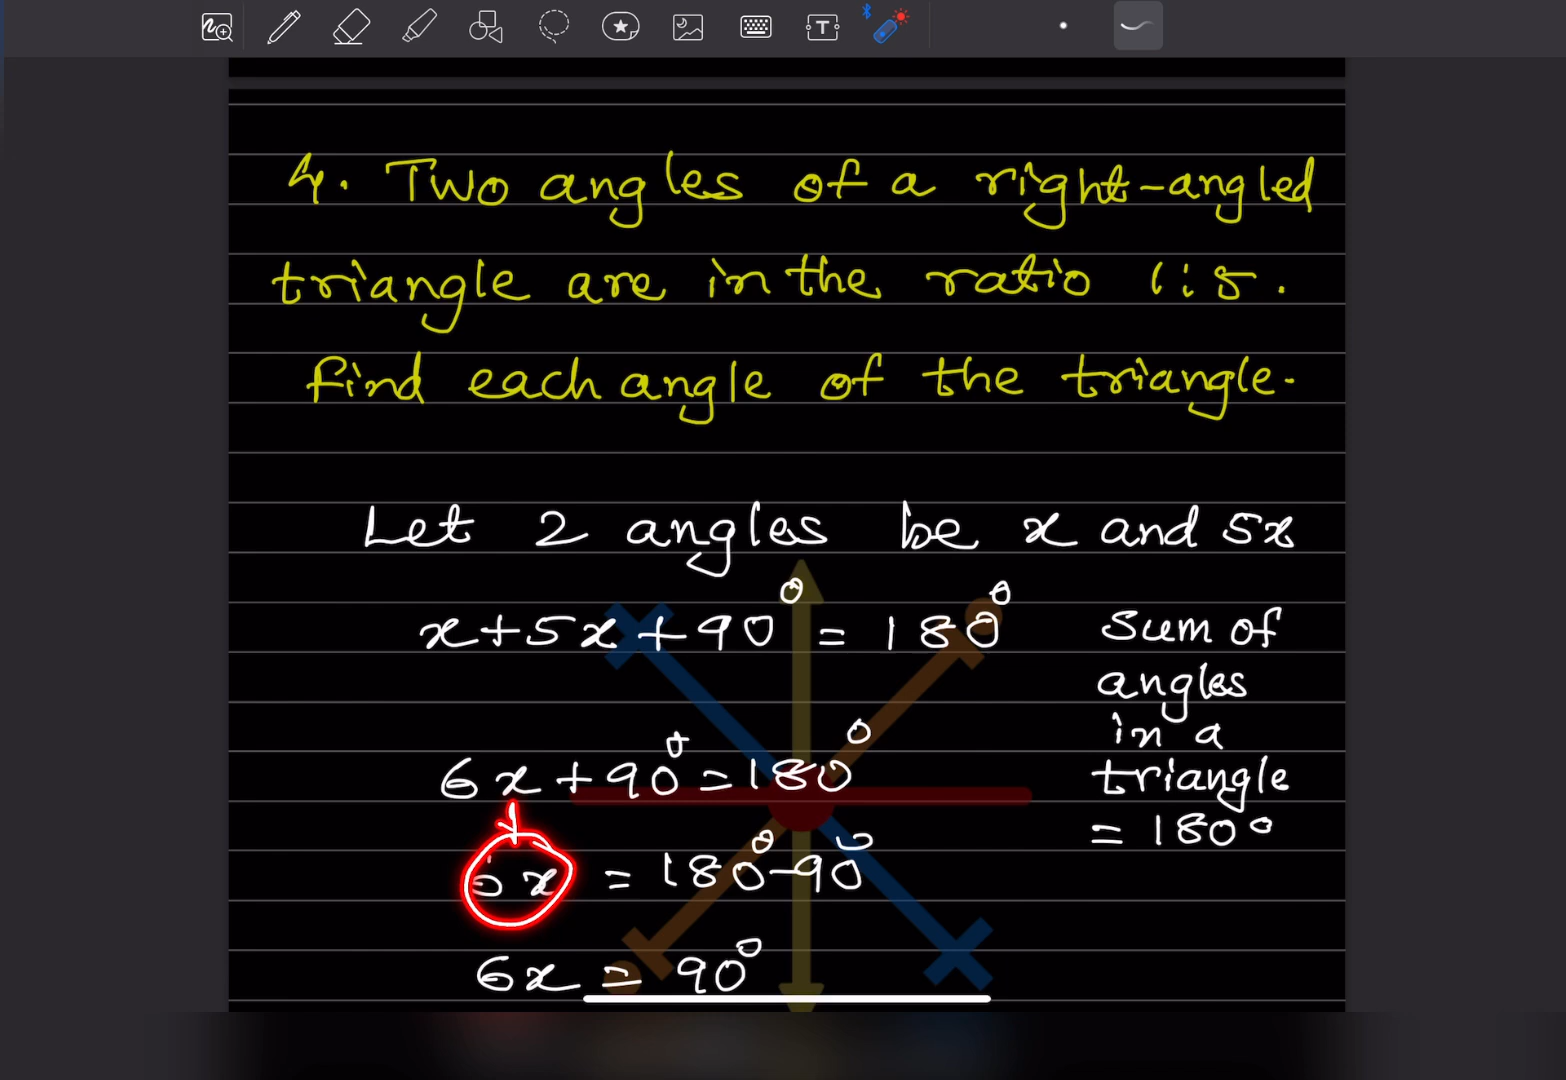 4. Two angles of a right-angled
triangle are in the ratio 1:5.
Find each angle of the triangle.
Let 2 angles be x and 5x
x+5x+90° = 180°
Sum of
angles
in a
triangle
= 180°
6x+90°=180°
6x = 180°-90°
6x = 90°